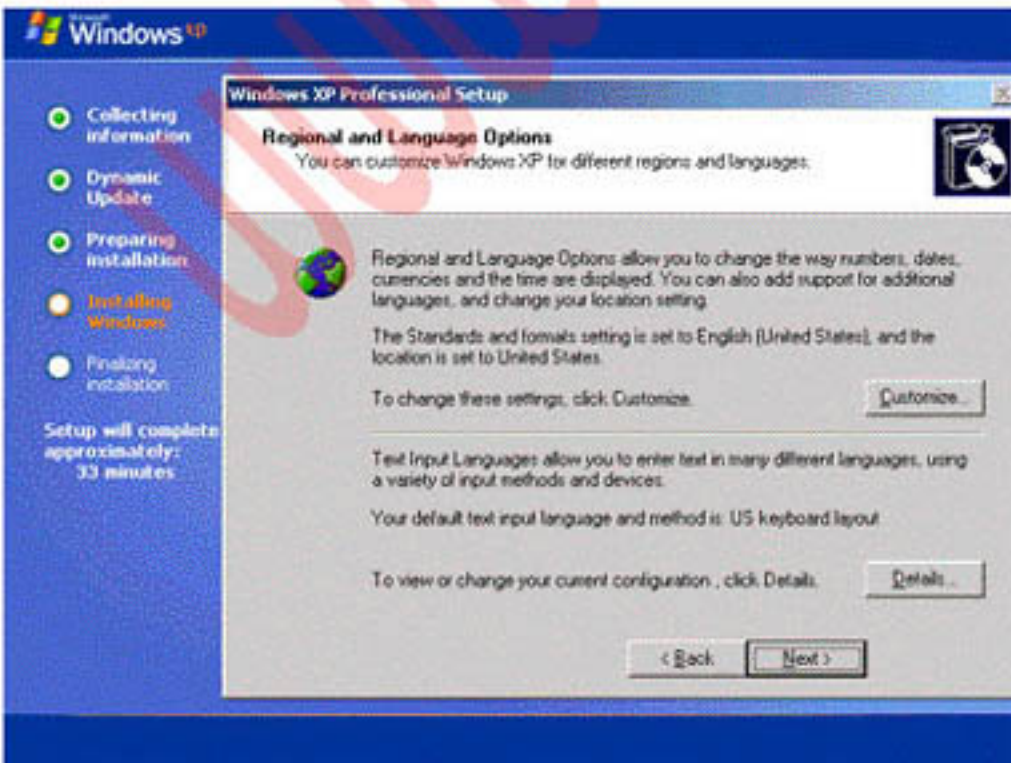 Microsoft
Windows xp
Collecting
information
Dynamic
Update
Preparing
installation
Installing
Windows
Finalizing
installation
Setup will complete
approximately:
33 minutes
Windows XP Professional Setup
Regional and Language Options
You can customize Windows XP for different regions and languages.
Regional and Language Options allow you to change the way numbers, dates,
currencies and the time are displayed. You can also add support for additional
languages, and change your location setting.
The Standards and formats setting is set to English (United States), and the
location is set to United States.
To change these settings, click Customize.
Customize...
Text Input Languages allow you to enter text in many different languages, using
a variety of input methods and devices.
Your default text input language and method is: US keyboard layout
To view or change your current configuration , click Details.
Details...
< Back
Next >